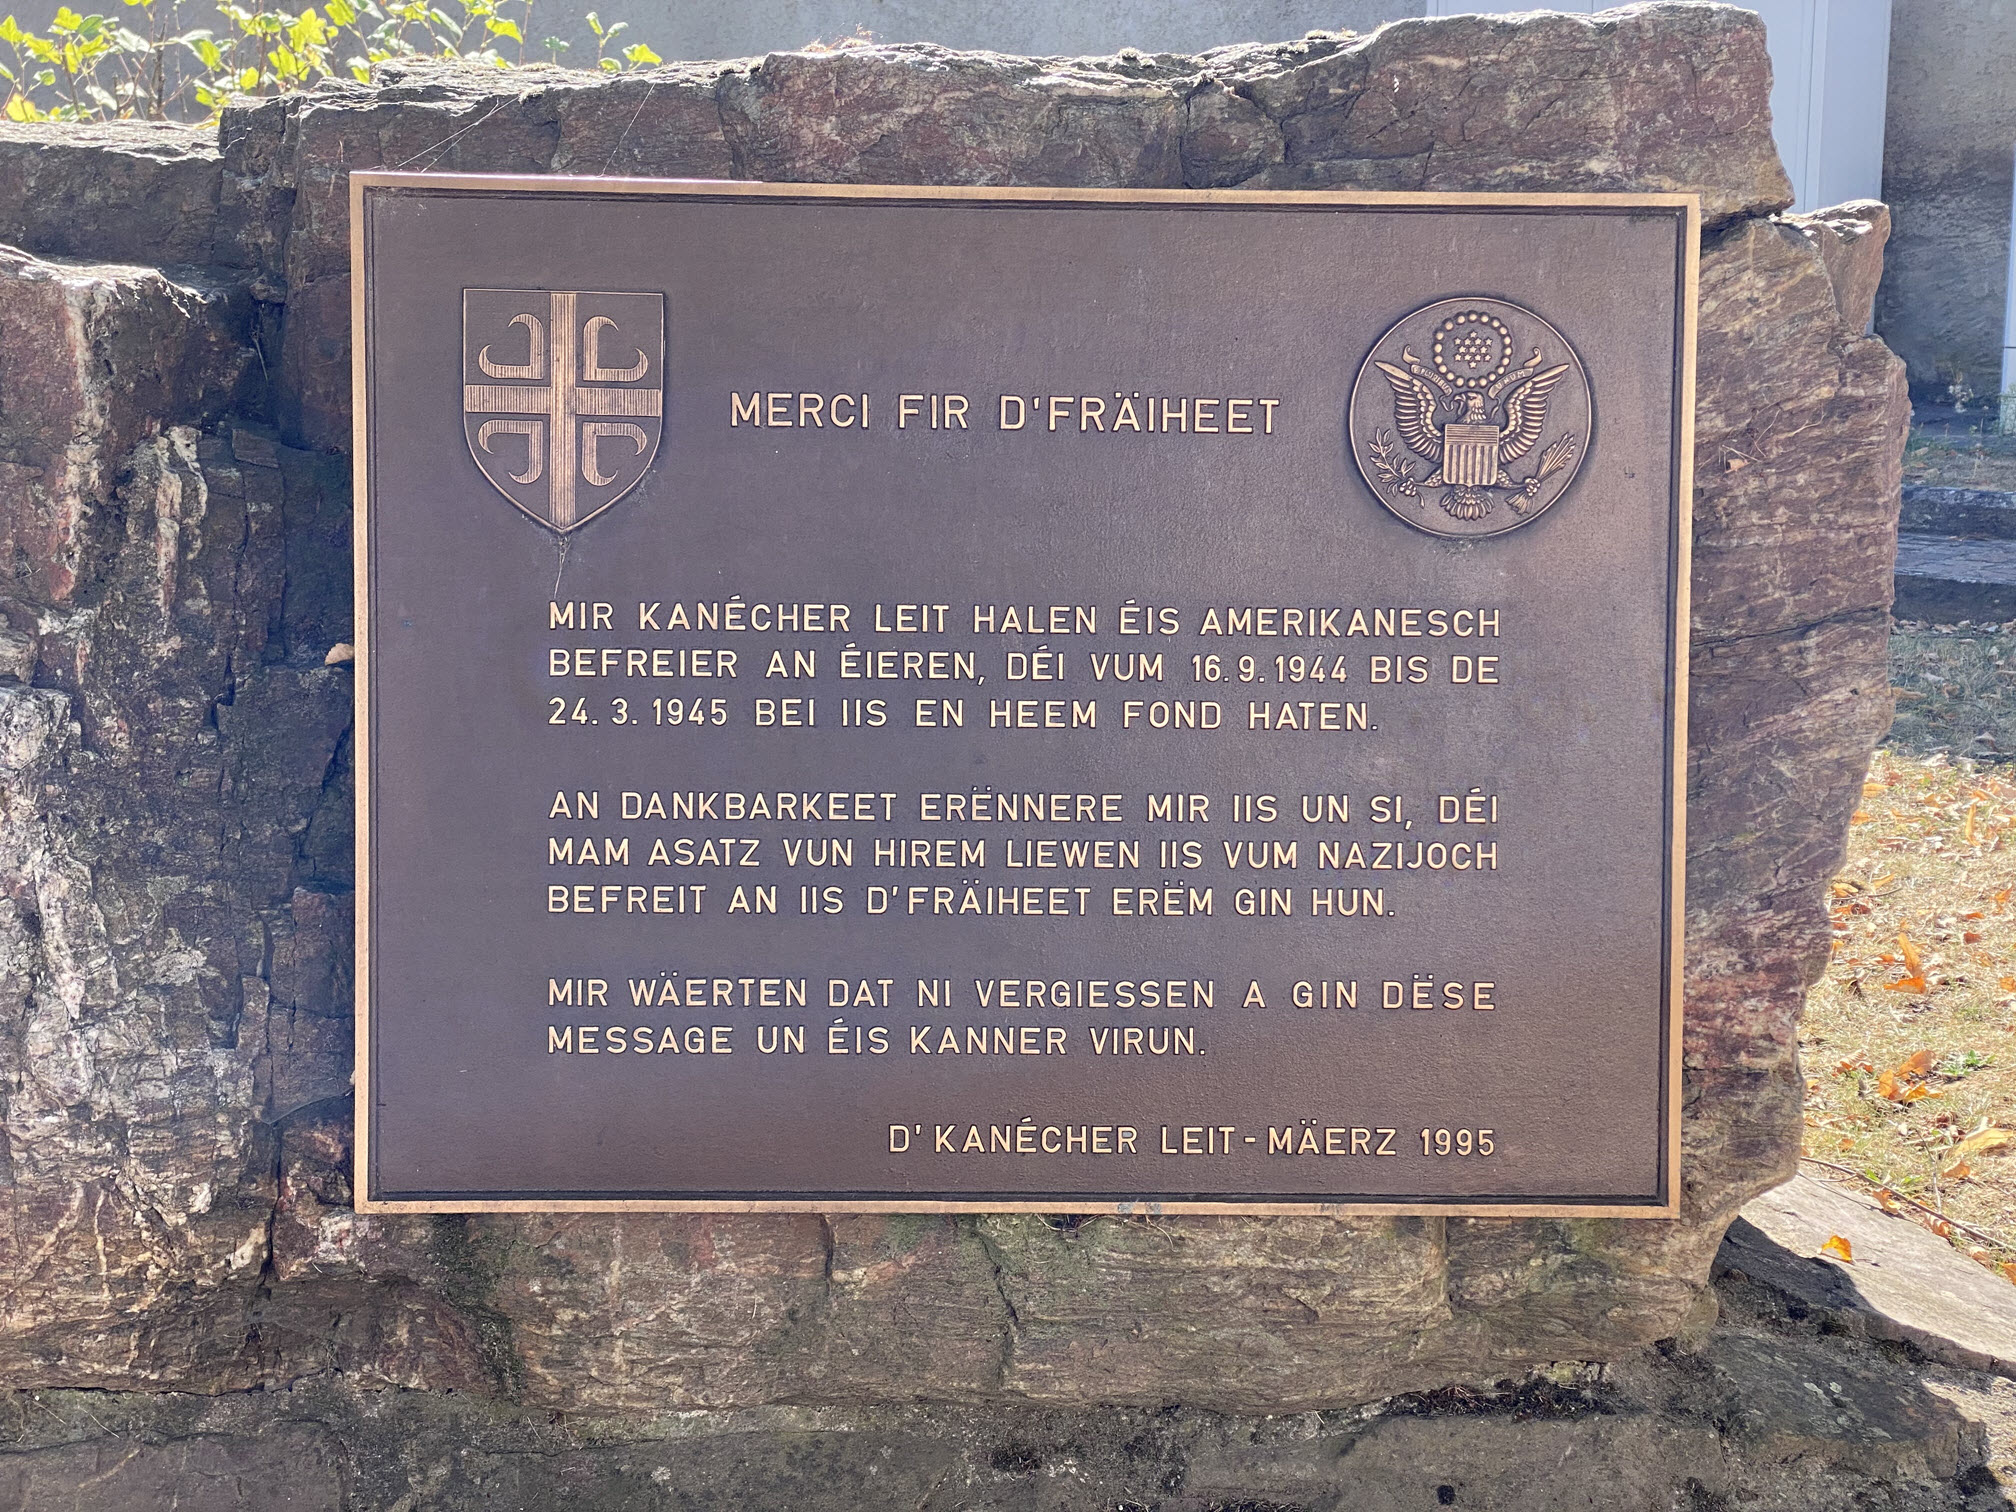 MERCI FIR D'FRÄIHEET
MIR KANÉCHER LEIT HALEN ÉIS AMERIKANESCH
BEFREIER AN ÉIEREN, DÉI VUM 16.9.1944 BIS DE
24.3.1945 BEI IIS EN HEEM FOND HATEN.
AN DANKBARKEET ERËNNERE MIR IIS UN SI, DÉI
MAM ASATZ VUN HIREM LIEWEN IIS VUM NAZIJOCH
BEFREIT AN IIS D'FRÄIHEET ERËM GIN HUN.
MIR WÄERTEN DAT NI VERGIESSEN A GIN DËSE
MESSAGE UN ÉIS KANNER VIRUN.
D'KANÉCHER LEIT - MÄERZ 1995